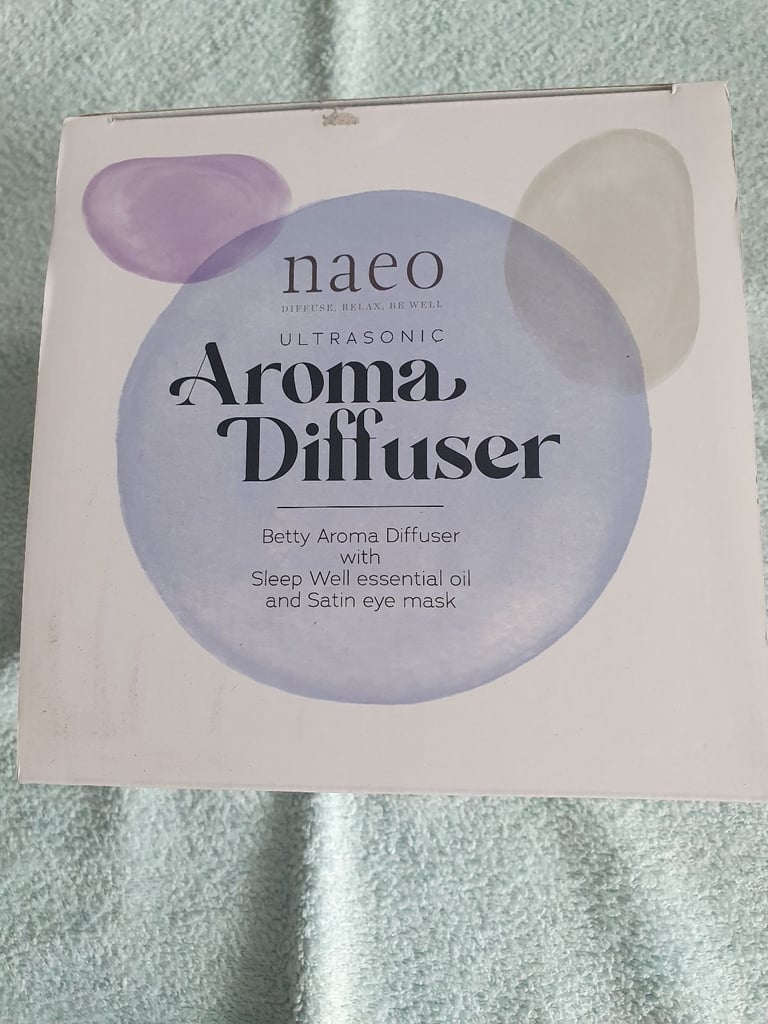 naeo
DIFFUSE, RELAX, BE WELL
ULTRASONIC
Aroma
Diffuser
Betty Aroma Diffuser
with
Sleep Well essential oil
and Satin eye mask